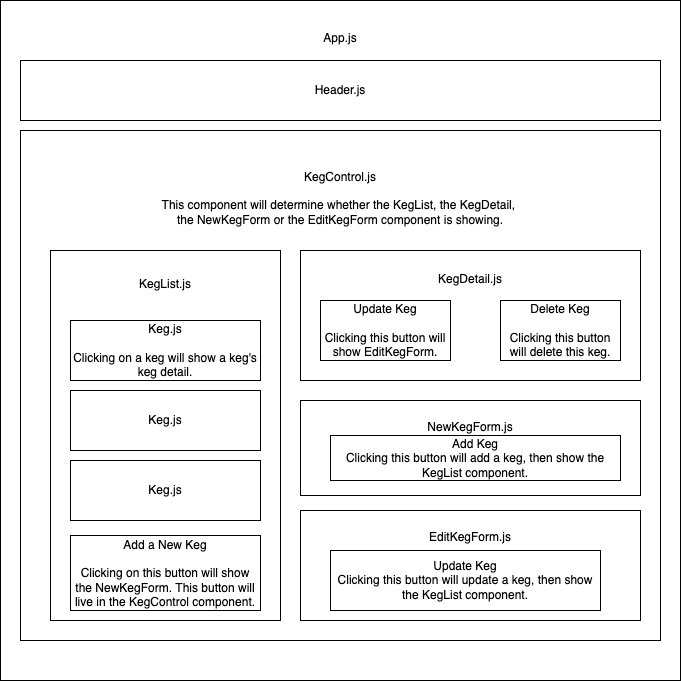 App.js
Header.js
KegControl.js
This component will determine whether the KegList, the KegDetail,
the NewKegForm or the EditKegForm component is showing.
KegList.js
Keg.js
Clicking on a keg will show a keg's
keg detail.
Keg.js
Keg.js
Add a New Keg
Clicking on this button will show
the NewKegForm. This button will
live in the KegControl component.
KegDetail.js
Update Keg
Clicking this button will
show EditKegForm.
Delete Keg
Clicking this button
will delete this keg.
NewKegForm.js
Add Keg
Clicking this button will add a keg, then show the
KegList component.
EditKegForm.js
Update Keg
Clicking this button will update a keg, then show
the KegList component.